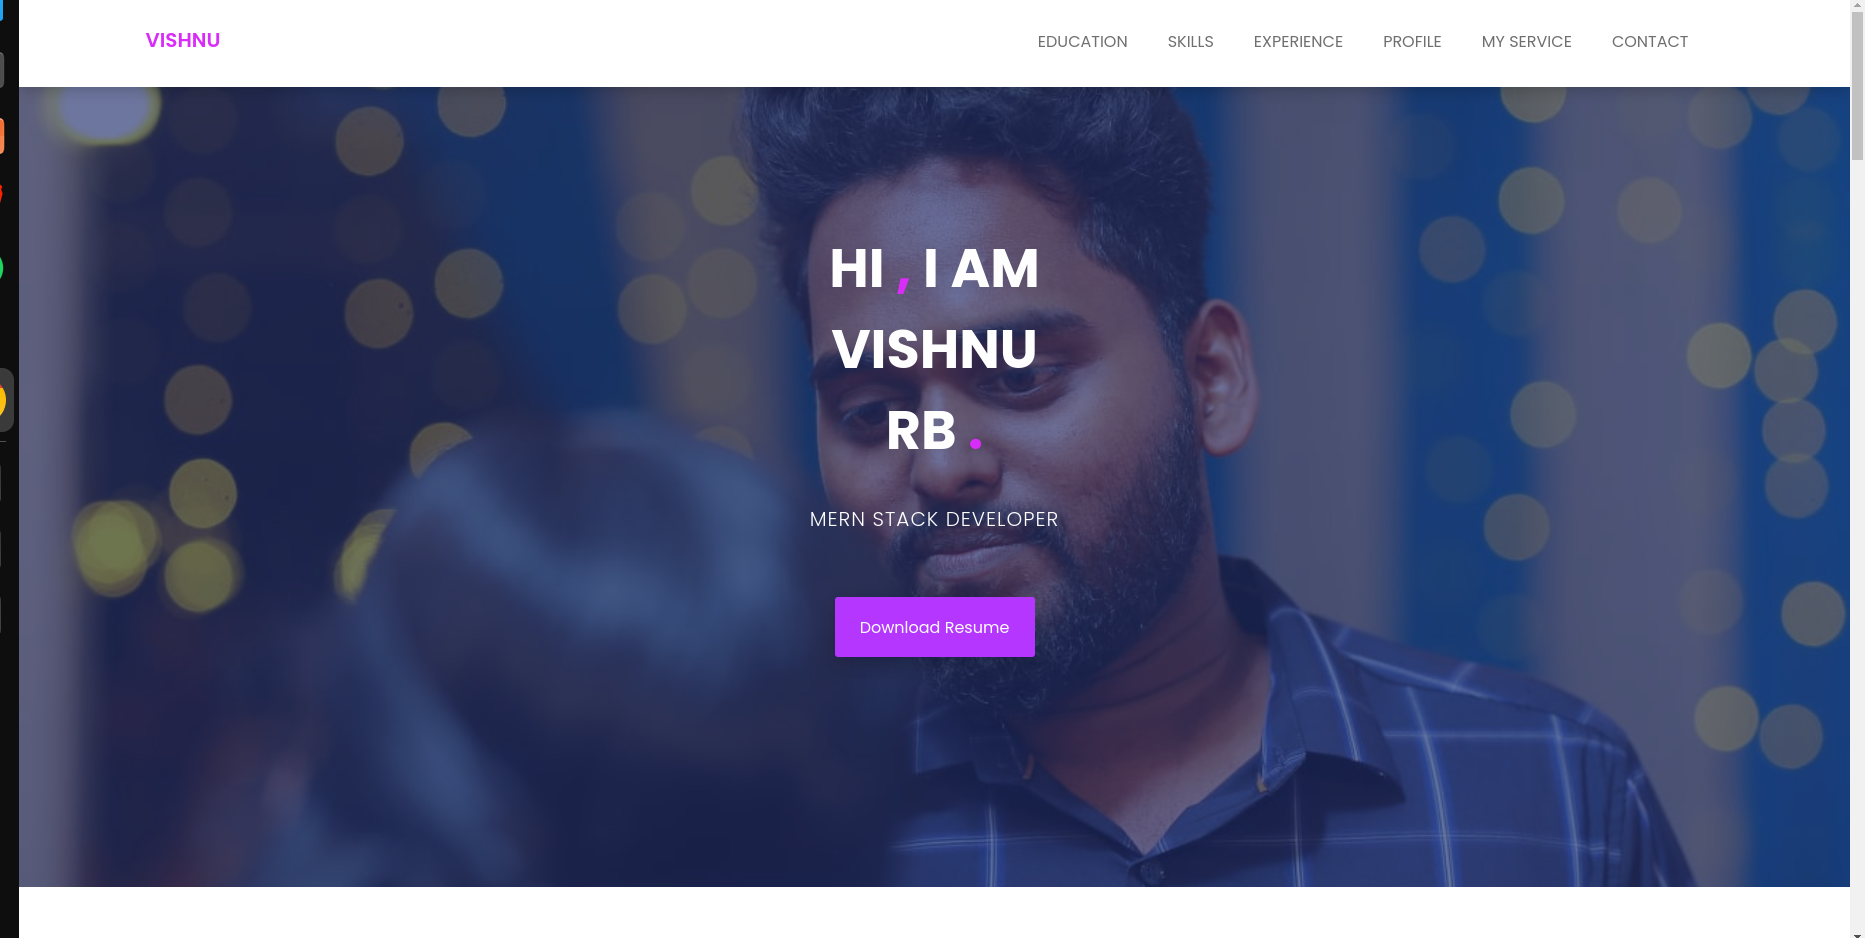 VISHNU
EDUCATION SKILLS EXPERIENCE PROFILE MY SERVICE CONTACT
HI , I AM
VISHNU
RB .
MERN STACK DEVELOPER
Download Resume